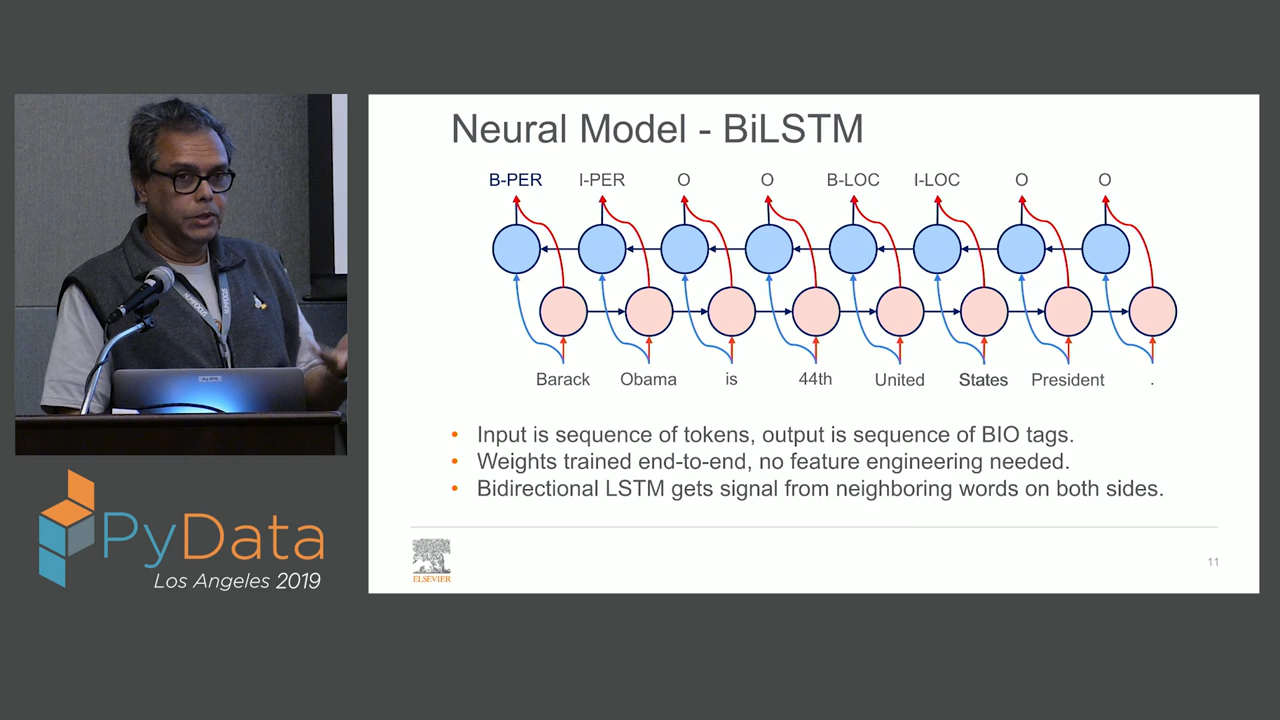 Neural Model - BiLSTM
B-PER I-PER O O B-LOC I-LOC O O
Barack Obama is 44th United States President .
• Input is sequence of tokens, output is sequence of BIO tags.
• Weights trained end-to-end, no feature engineering needed.
• Bidirectional LSTM gets signal from neighboring words on both sides.
ELSEVIER
11
PyData
Los Angeles 2019